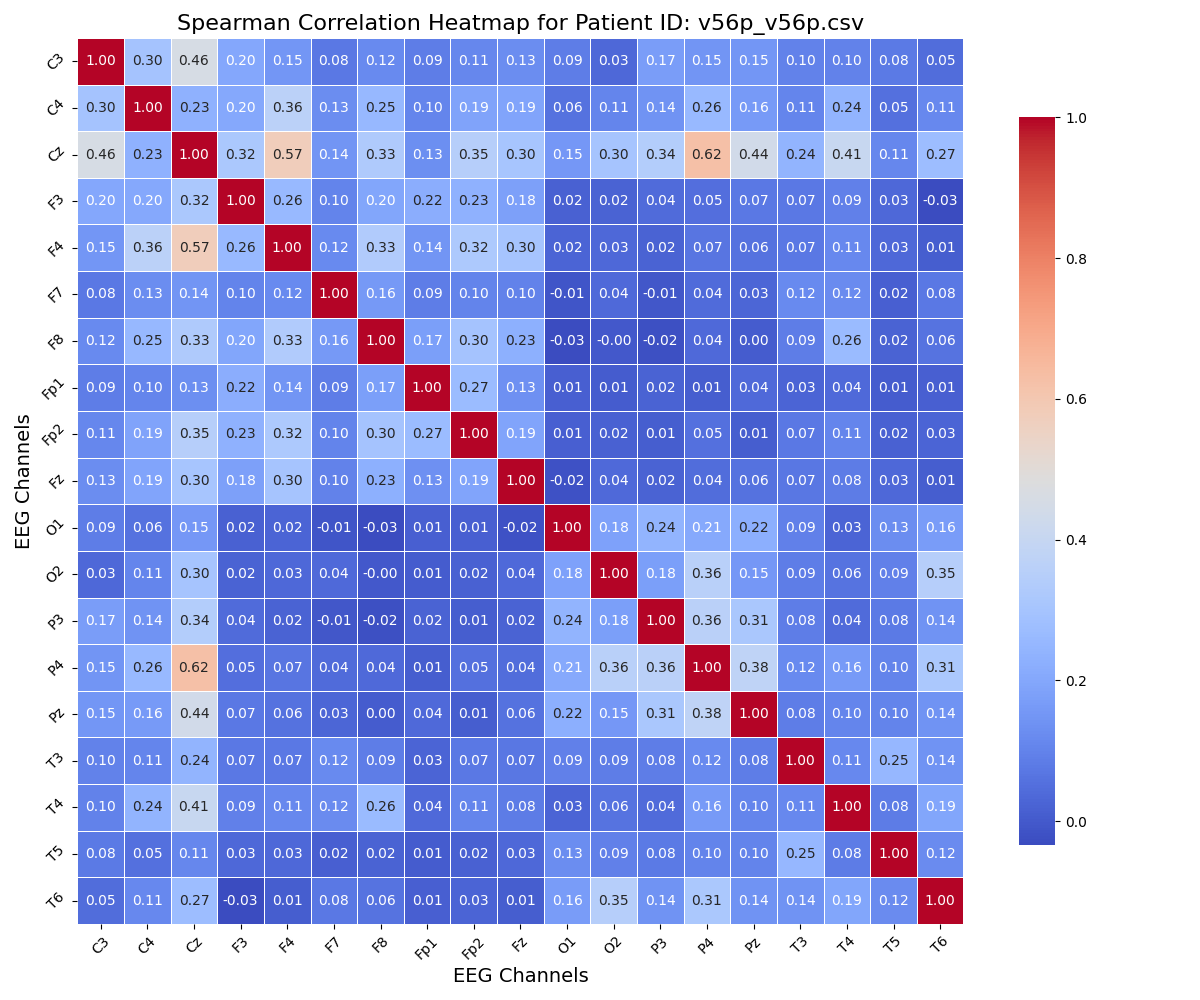 Spearman Correlation Heatmap for Patient ID: v56p_v56p.csv
C3 1.00 0.30 0.46 0.20 0.15 0.08 0.12 0.09 0.11 0.13 0.09 0.03 0.17 0.15 0.15 0.10 0.10 0.08 0.05
C4 0.30 1.00 0.23 0.20 0.36 0.13 0.25 0.10 0.19 0.19 0.06 0.11 0.14 0.26 0.16 0.11 0.24 0.05 0.11
Cz 0.46 0.23 1.00 0.32 0.57 0.14 0.33 0.13 0.35 0.30 0.15 0.30 0.34 0.62 0.44 0.24 0.41 0.11 0.27
F3 0.20 0.20 0.32 1.00 0.26 0.10 0.20 0.22 0.23 0.18 0.02 0.02 0.04 0.05 0.07 0.07 0.09 0.03 -0.03
F4 0.15 0.36 0.57 0.26 1.00 0.12 0.33 0.14 0.32 0.30 0.02 0.03 0.02 0.07 0.06 0.07 0.11 0.03 0.01
F7 0.08 0.13 0.14 0.10 0.12 1.00 0.16 0.09 0.10 0.10 -0.01 0.04 -0.01 0.04 0.03 0.12 0.12 0.02 0.08
F8 0.12 0.25 0.33 0.20 0.33 0.16 1.00 0.17 0.30 0.23 -0.03 -0.00 -0.02 0.04 0.00 0.09 0.26 0.02 0.06
Fp1 0.09 0.10 0.13 0.22 0.14 0.09 0.17 1.00 0.27 0.13 0.01 0.01 0.02 0.01 0.04 0.03 0.04 0.01 0.01
Fp2 0.11 0.19 0.35 0.23 0.32 0.10 0.30 0.27 1.00 0.19 0.01 0.02 0.01 0.05 0.01 0.07 0.11 0.02 0.03
Fz 0.13 0.19 0.30 0.18 0.30 0.10 0.23 0.13 0.19 1.00 -0.02 0.04 0.02 0.04 0.06 0.07 0.08 0.03 0.01
O1 0.09 0.06 0.15 0.02 0.02 -0.01 -0.03 0.01 0.01 -0.02 1.00 0.18 0.24 0.21 0.22 0.09 0.03 0.13 0.16
O2 0.03 0.11 0.30 0.02 0.03 0.04 -0.00 0.01 0.02 0.04 0.18 1.00 0.18 0.36 0.15 0.09 0.06 0.09 0.35
P3 0.17 0.14 0.34 0.04 0.02 -0.01 -0.02 0.02 0.01 0.02 0.24 0.18 1.00 0.36 0.31 0.08 0.04 0.08 0.14
P4 0.15 0.26 0.62 0.05 0.07 0.04 0.04 0.01 0.05 0.04 0.21 0.36 0.36 1.00 0.38 0.12 0.16 0.10 0.31
Pz 0.15 0.16 0.44 0.07 0.06 0.03 0.00 0.04 0.01 0.06 0.22 0.15 0.31 0.38 1.00 0.08 0.10 0.10 0.14
T3 0.10 0.11 0.24 0.07 0.07 0.12 0.09 0.03 0.07 0.07 0.09 0.09 0.08 0.12 0.08 1.00 0.11 0.25 0.14
T4 0.10 0.24 0.41 0.09 0.11 0.12 0.26 0.04 0.11 0.08 0.03 0.06 0.04 0.16 0.10 0.11 1.00 0.08 0.19
T5 0.08 0.05 0.11 0.03 0.03 0.02 0.02 0.01 0.02 0.03 0.13 0.09 0.08 0.10 0.10 0.25 0.08 1.00 0.12
T6 0.05 0.11 0.27 -0.03 0.01 0.08 0.06 0.01 0.03 0.01 0.16 0.35 0.14 0.31 0.14 0.14 0.19 0.12 1.00
C3 C4 Cz F3 F4 F7 F8 Fp1 Fp2 Fz O1 O2 P3 P4 Pz T3 T4 T5 T6
EEG Channels
EEG Channels
1.0
0.8
0.6
0.4
0.2
0.0